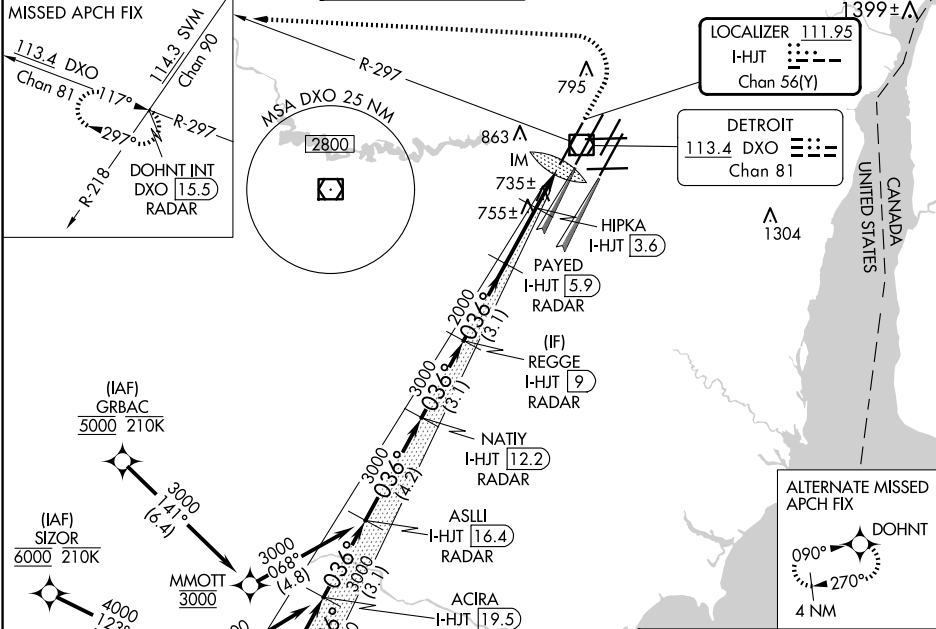 MISSED APCH FIX
113.4 DXO
Chan 81
114.3 SVM
Chan 90
117°
297°
R-297
DOHNT INT
DXO 15.5
RADAR
R-218
R-297
MSA DXO 25 NM
2800
1399±
LOCALIZER 111.95
I-HJT
Chan 56(Y)
795
863
IM
735±
755±
DETROIT
113.4 DXO
Chan 81
1304
CANADA
UNITED STATES
HIPKA
I-HJT 3.6
PAYED
I-HJT 5.9
RADAR
2000
036°
(3.1)
(IF)
REGGE
I-HJT 9
RADAR
3000
036°
(3.1)
NATIY
I-HJT 12.2
RADAR
3000
036°
(4.2)
ASLLI
I-HJT 16.4
RADAR
036°
3000
(3.1)
ACIRA
I-HJT 19.5
(IAF)
GRBAC
5000 210K
3000
141°
(6.4)
(IAF)
SIZOR
6000 210K
4000
123°
MMOTT
3000
3000
068°
(4.8)
ALTERNATE MISSED
APCH FIX
DOHNT
090°
270°
4 NM